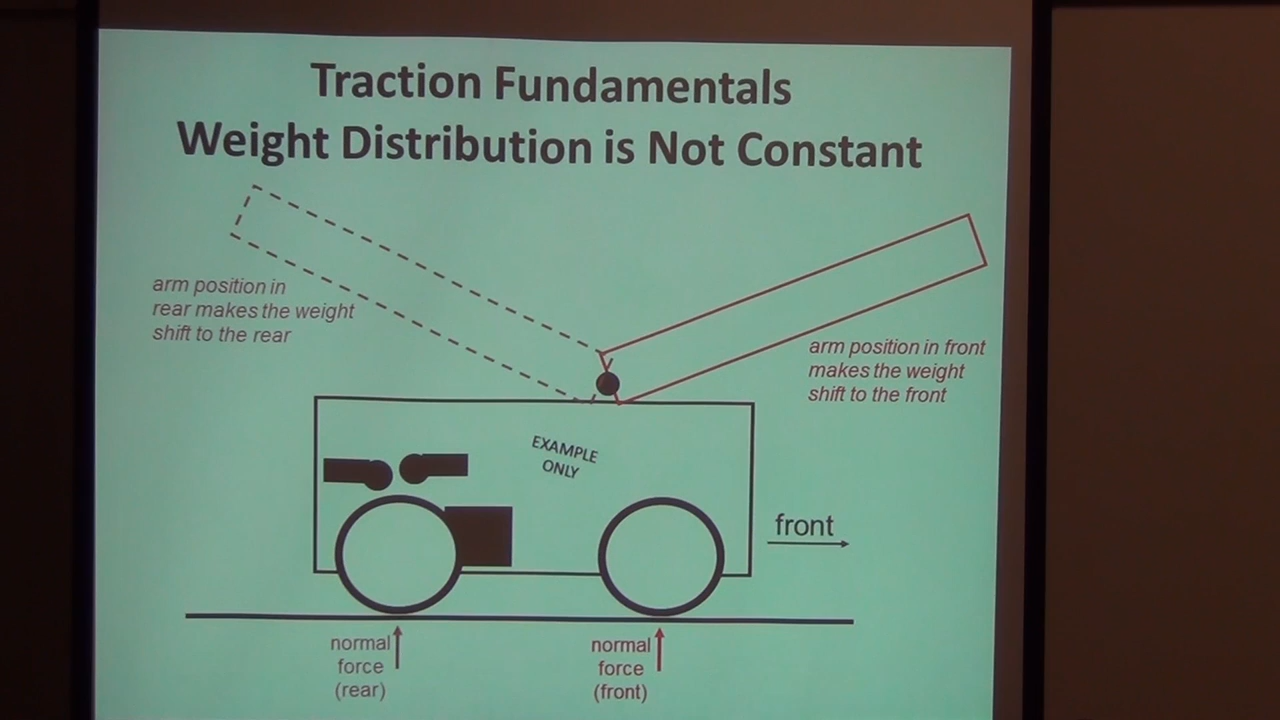 Traction Fundamentals
Weight Distribution is Not Constant
arm position in
rear makes the weight
shift to the rear
arm position in front
makes the weight
shift to the front
EXAMPLE
ONLY
front
normal
force
(rear)
normal
force
(front)